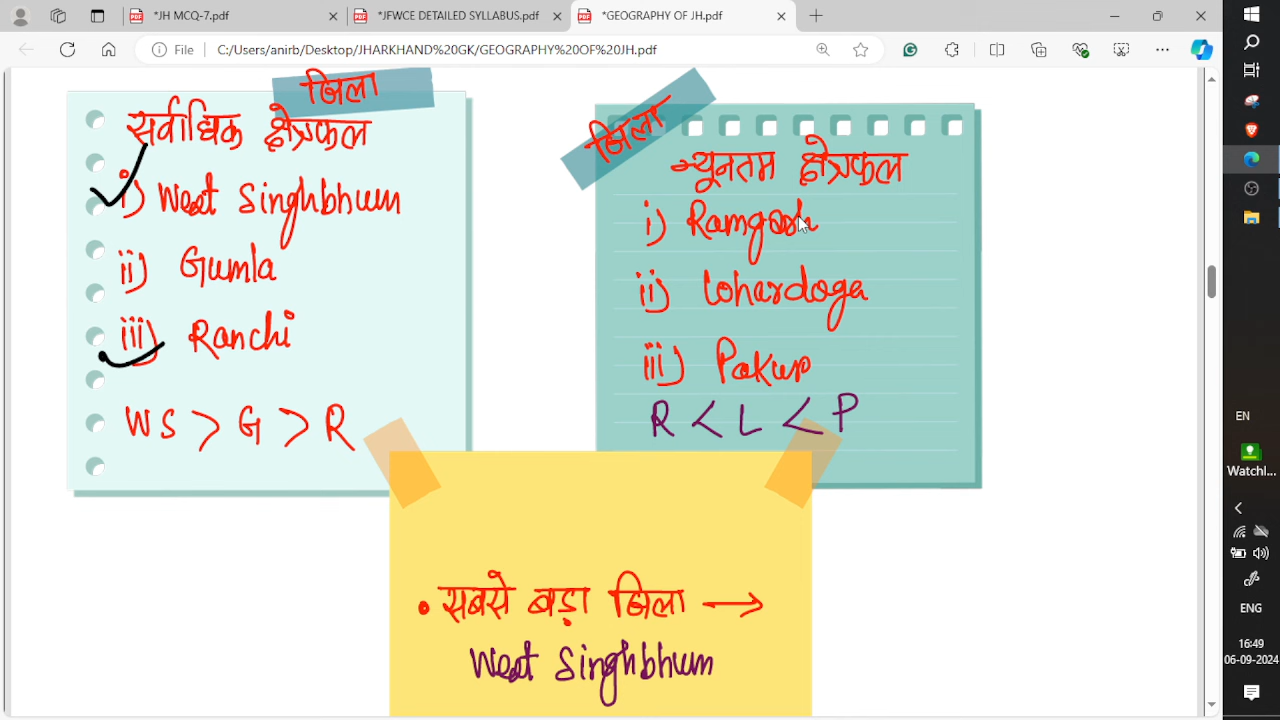 *JH MCQ-7.pdf
*JFWCE DETAILED SYLLABUS.pdf
*GEOGRAPHY OF JH.pdf
File
C:/Users/anirb/Desktop/JHARKHAND%20GK/GEOGRAPHY%20OF%20JH.pdf
जिला
सर्वाधिक क्षेत्रफल
i) West Singhbhum
ii) Gumla
iii) Ranchi
WS > G > R
जिला
न्यूनतम क्षेत्रफल
i) Ramgarh
ii) Lohardaga
iii) Pakur
R < L < P
• सबसे बड़ा जिला →
West Singhbhum
EN
Watchl...
ENG
16:49
06-09-2024